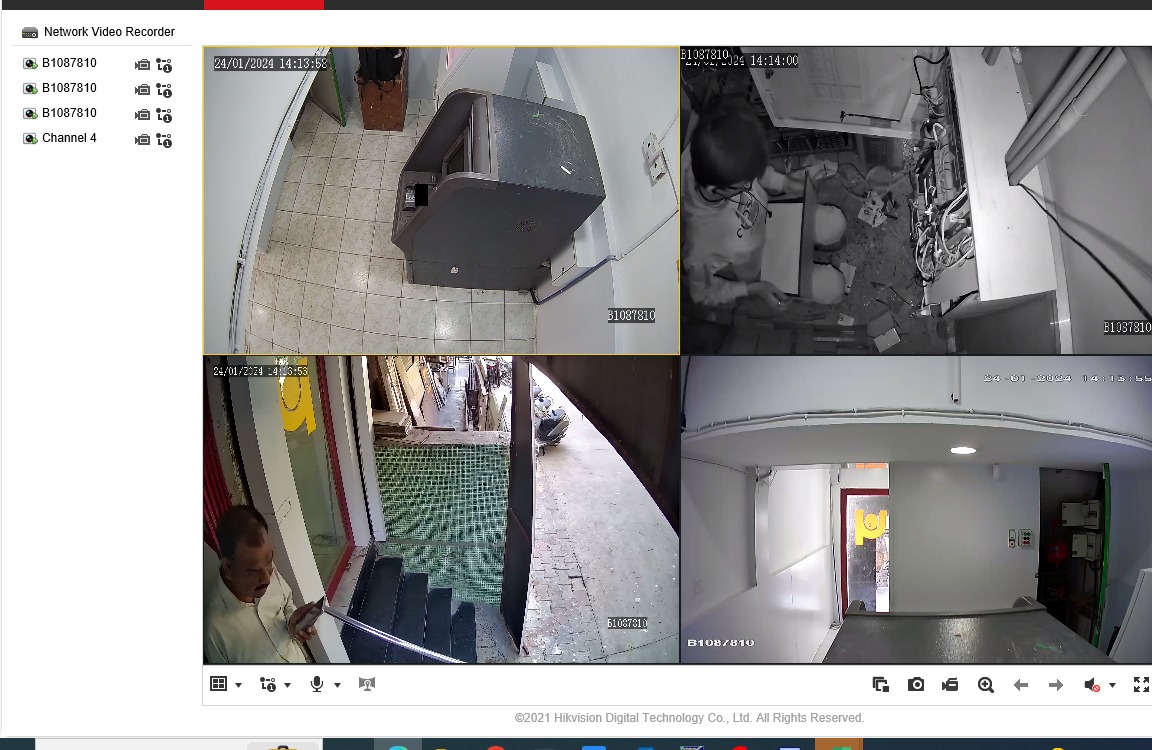 Network Video Recorder
B1087810
B1087810
B1087810
Channel 4
24/01/2024 14:13:53
B1087810
B1087810
24/01/2024 14:14:00
B1087810
24/01/2024 14:13:53
B1087810
24-01-2024 14:13:55
B1087810
©2021 Hikvision Digital Technology Co., Ltd. All Rights Reserved.